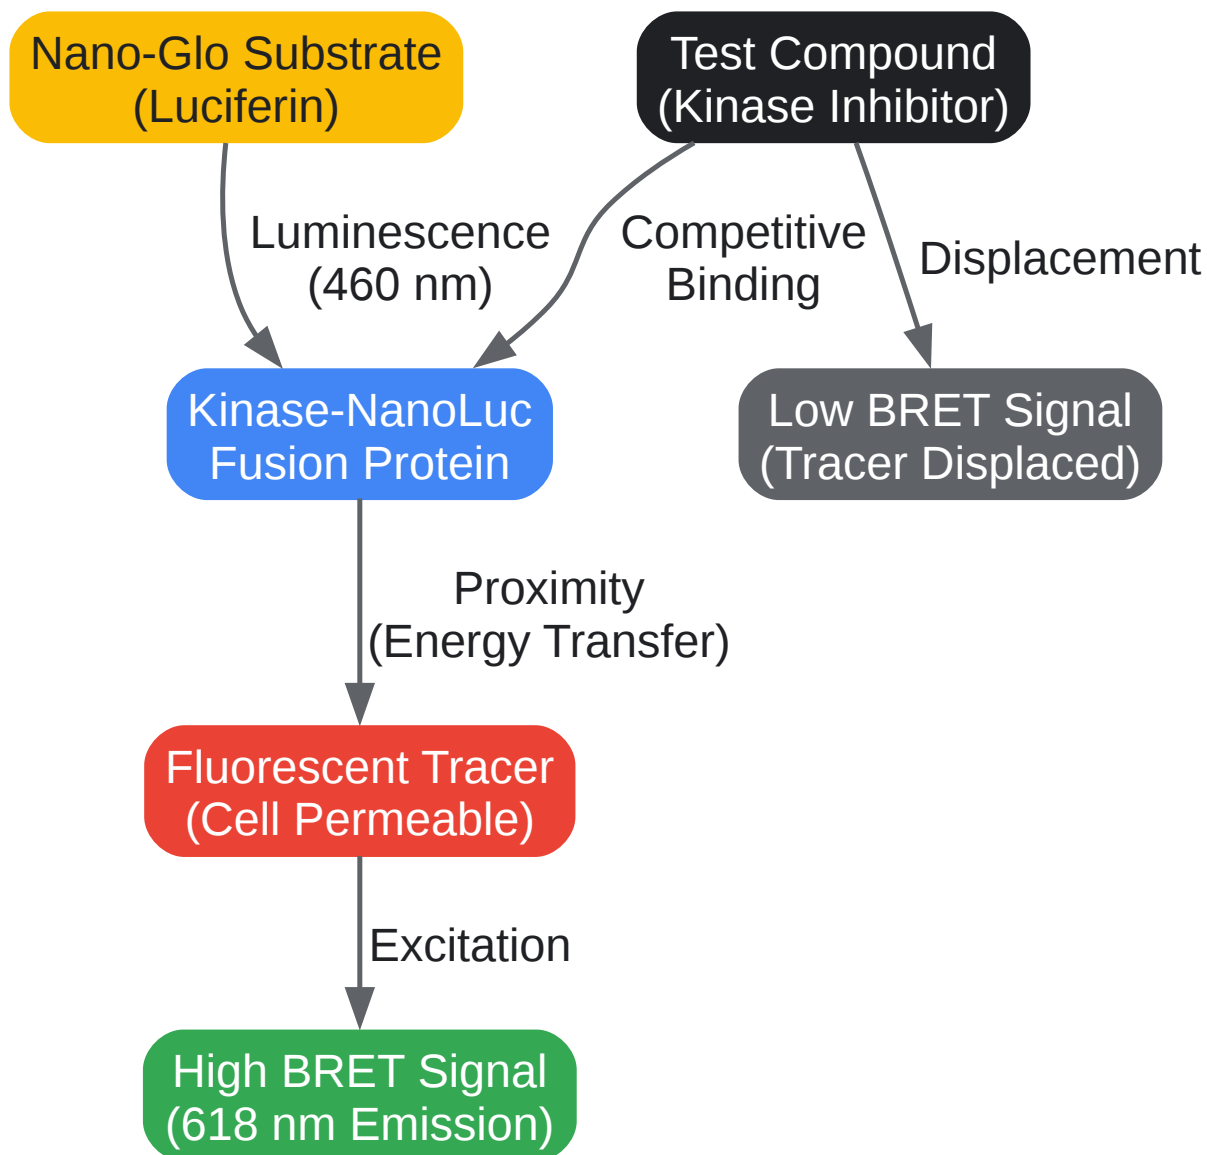 Nano-Glo Substrate
(Luciferin)
Test Compound
(Kinase Inhibitor)
Luminescence
(460 nm)
Competitive
Binding
Displacement
Kinase-NanoLuc
Fusion Protein
Low BRET Signal
(Tracer Displaced)
Proximity
(Energy Transfer)
Fluorescent Tracer
(Cell Permeable)
Excitation
High BRET Signal
(618 nm Emission)